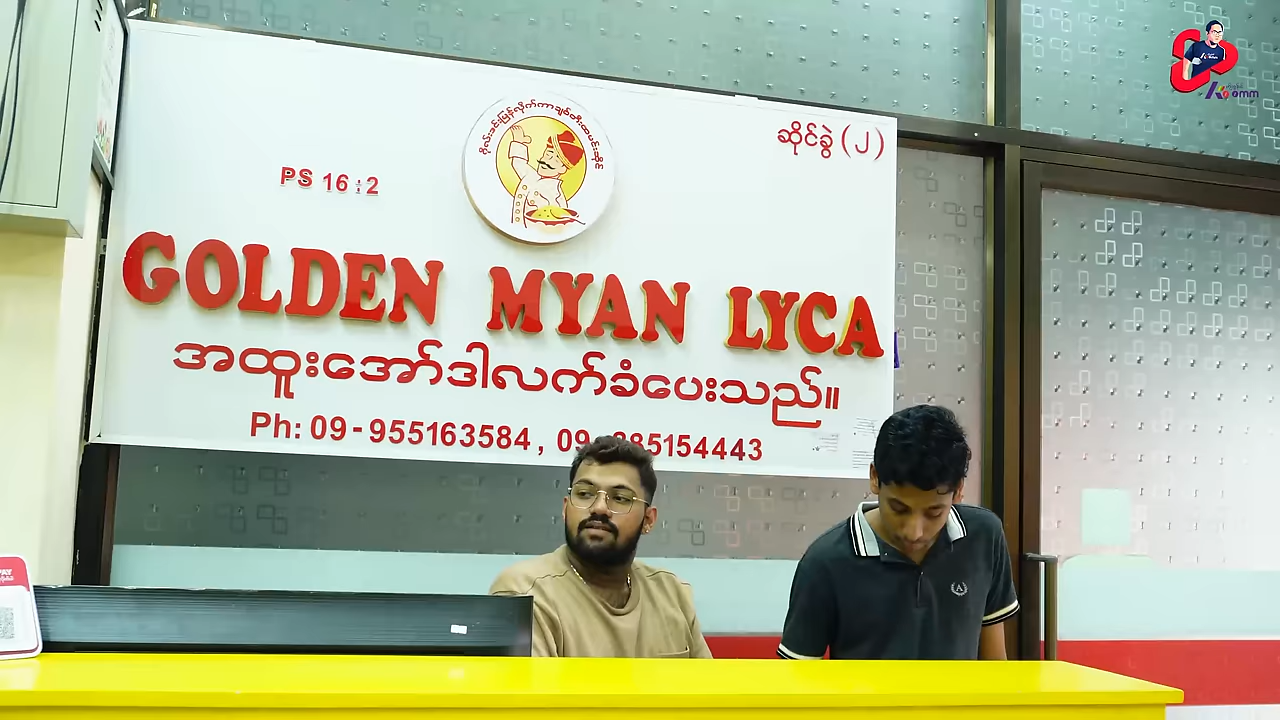 ဆိုင်ခွဲ (၂)
PS 16 : 2
GOLDEN MYAN LYCA
အထူးအော်ဒါလက်ခံပေးသည်။
Ph: 09-955163584, 09- 85154443